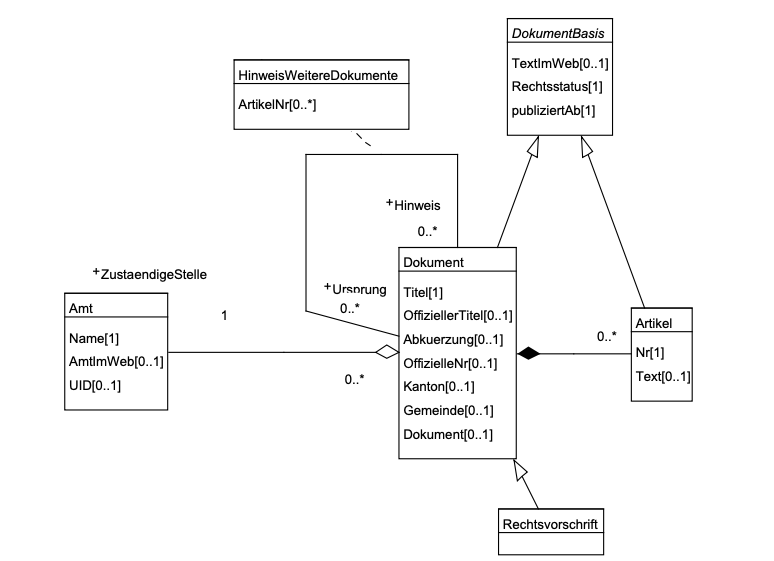 DokumentBasis
TextImWeb[0..1]
Rechtsstatus[1]
publiziertAb[1]
HinweisWeitereDokumente
ArtikelNr[0..*]
+Hinweis
0..*
+Ursprung
0..*
+ZustaendigeStelle
1
0..*
Amt
Name[1]
AmtImWeb[0..1]
UID[0..1]
Dokument
Titel[1]
OffiziellerTitel[0..1]
Abkuerzung[0..1]
OffizielleNr[0..1]
Kanton[0..1]
Gemeinde[0..1]
Dokument[0..1]
0..*
Artikel
Nr[1]
Text[0..1]
Rechtsvorschrift